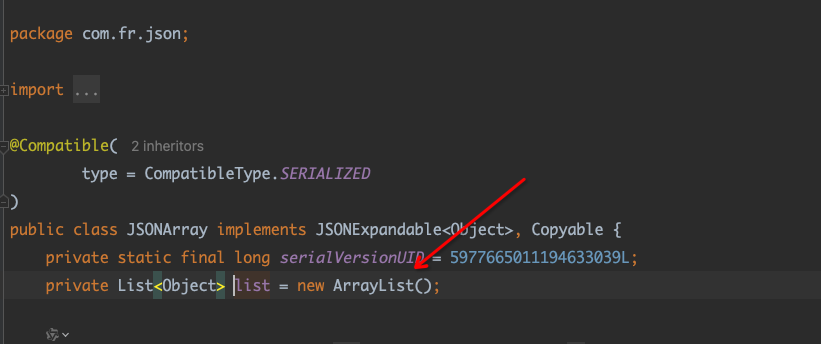 package com.fr.json;
import ...
@Compatible( 2 inheritors
type = CompatibleType.SERIALIZED
)
public class JSONArray implements JSONExpandable<Object>, Copyable {
private static final long serialVersionUID = 5977665011194633039L;
private List<Object> list = new ArrayList();